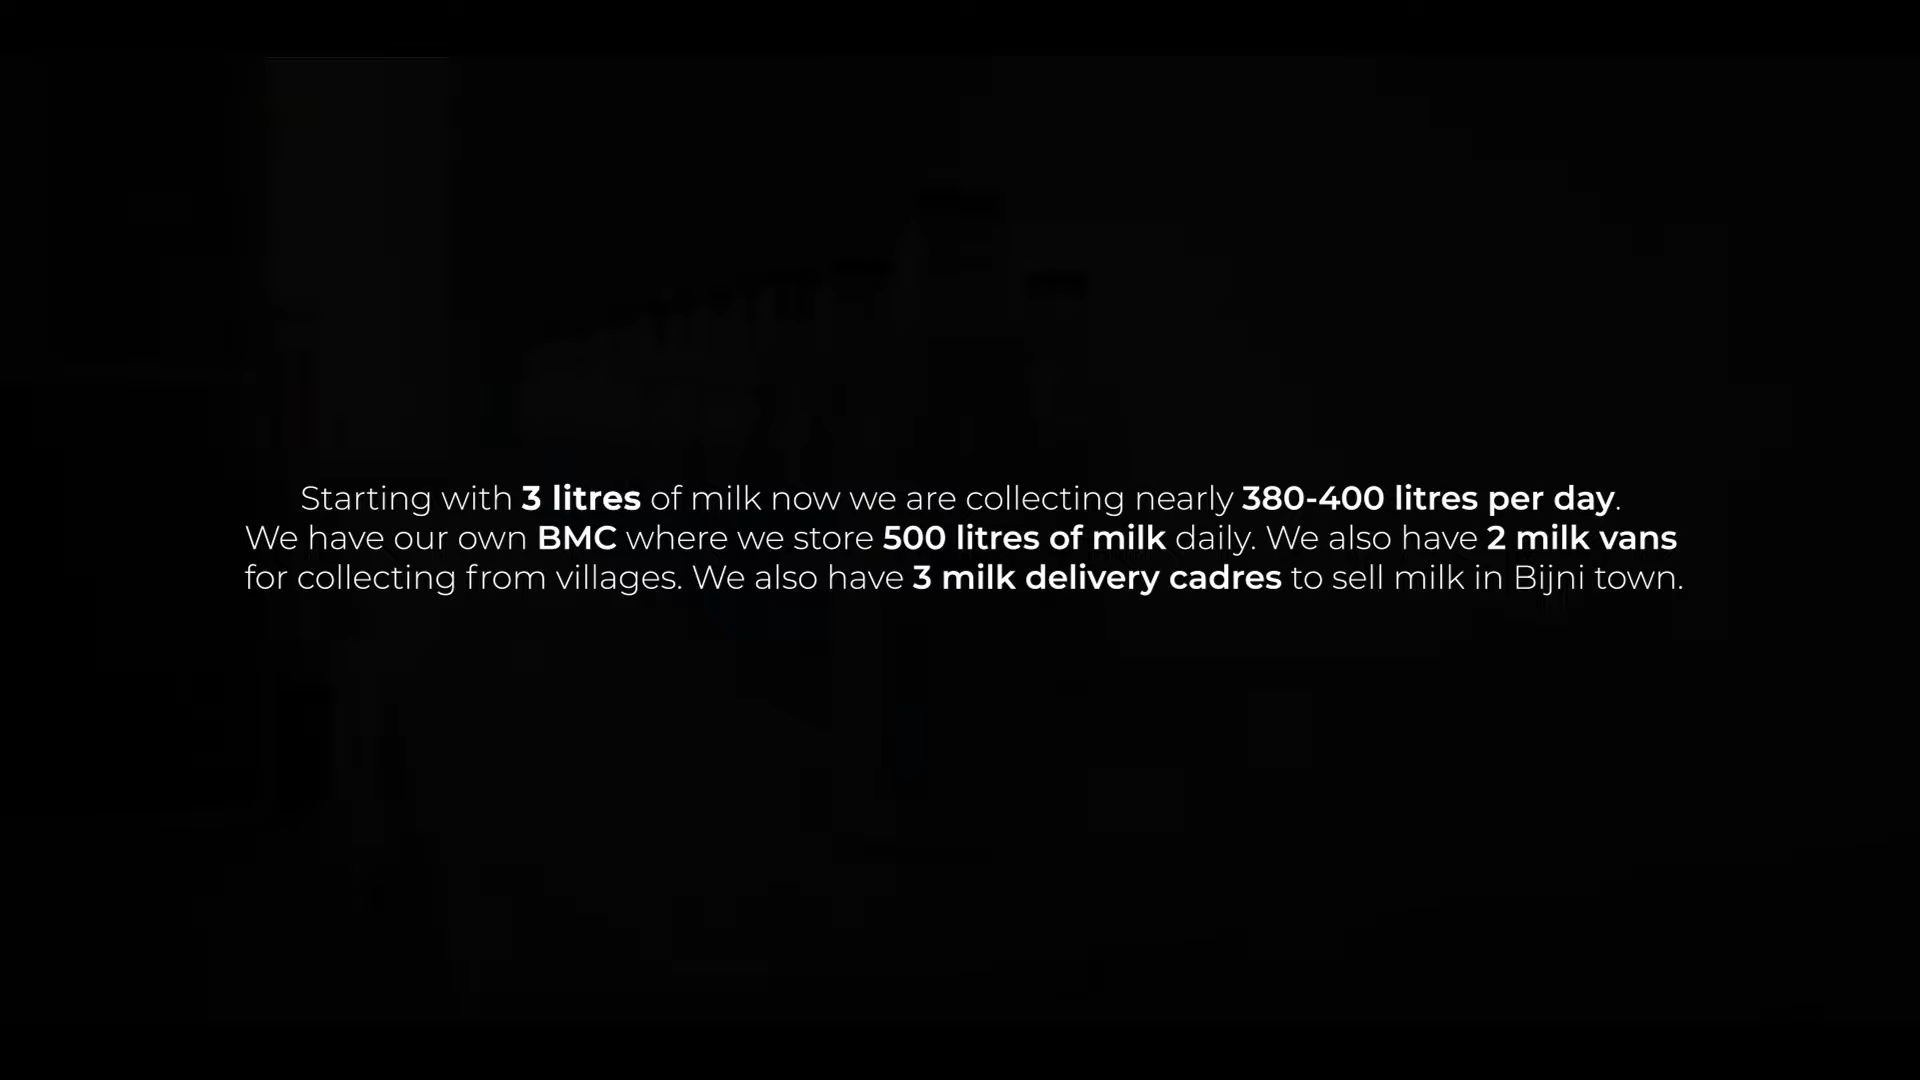 Starting with 3 litres of milk now we are collecting nearly 380-400 litres per day.
We have our own BMC where we store 500 litres of milk daily. We also have 2 milk vans
for collecting from villages. We also have 3 milk delivery cadres to sell milk in Bijni town.